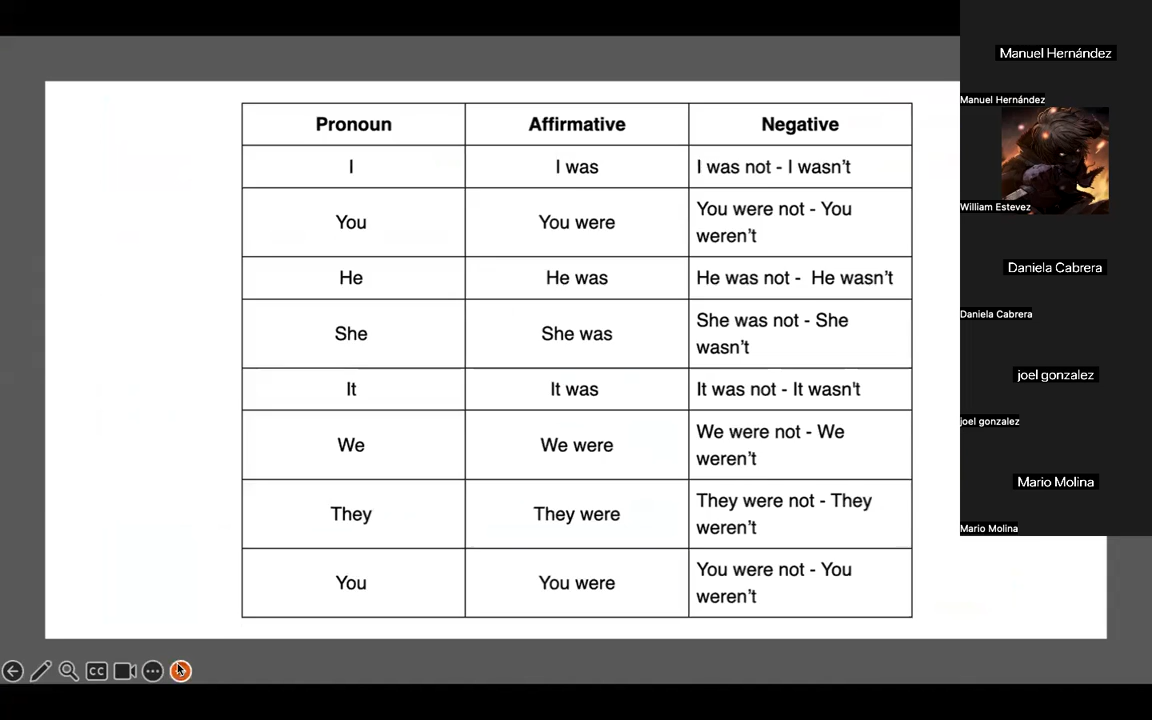 Pronoun Affirmative Negative
I I was I was not - I wasn't
You You were You were not - You
weren't
He He was He was not -  He wasn't
She She was She was not - She
wasn't
It It was It was not - It wasn't
We We were We were not - We
weren't
They They were They were not - They
weren't
You You were You were not - You
weren't
CC
Manuel Hernández
Manuel Hernández
William Estevez
Daniela Cabrera
Daniela Cabrera
joel gonzalez
joel gonzalez
Mario Molina
Mario Molina